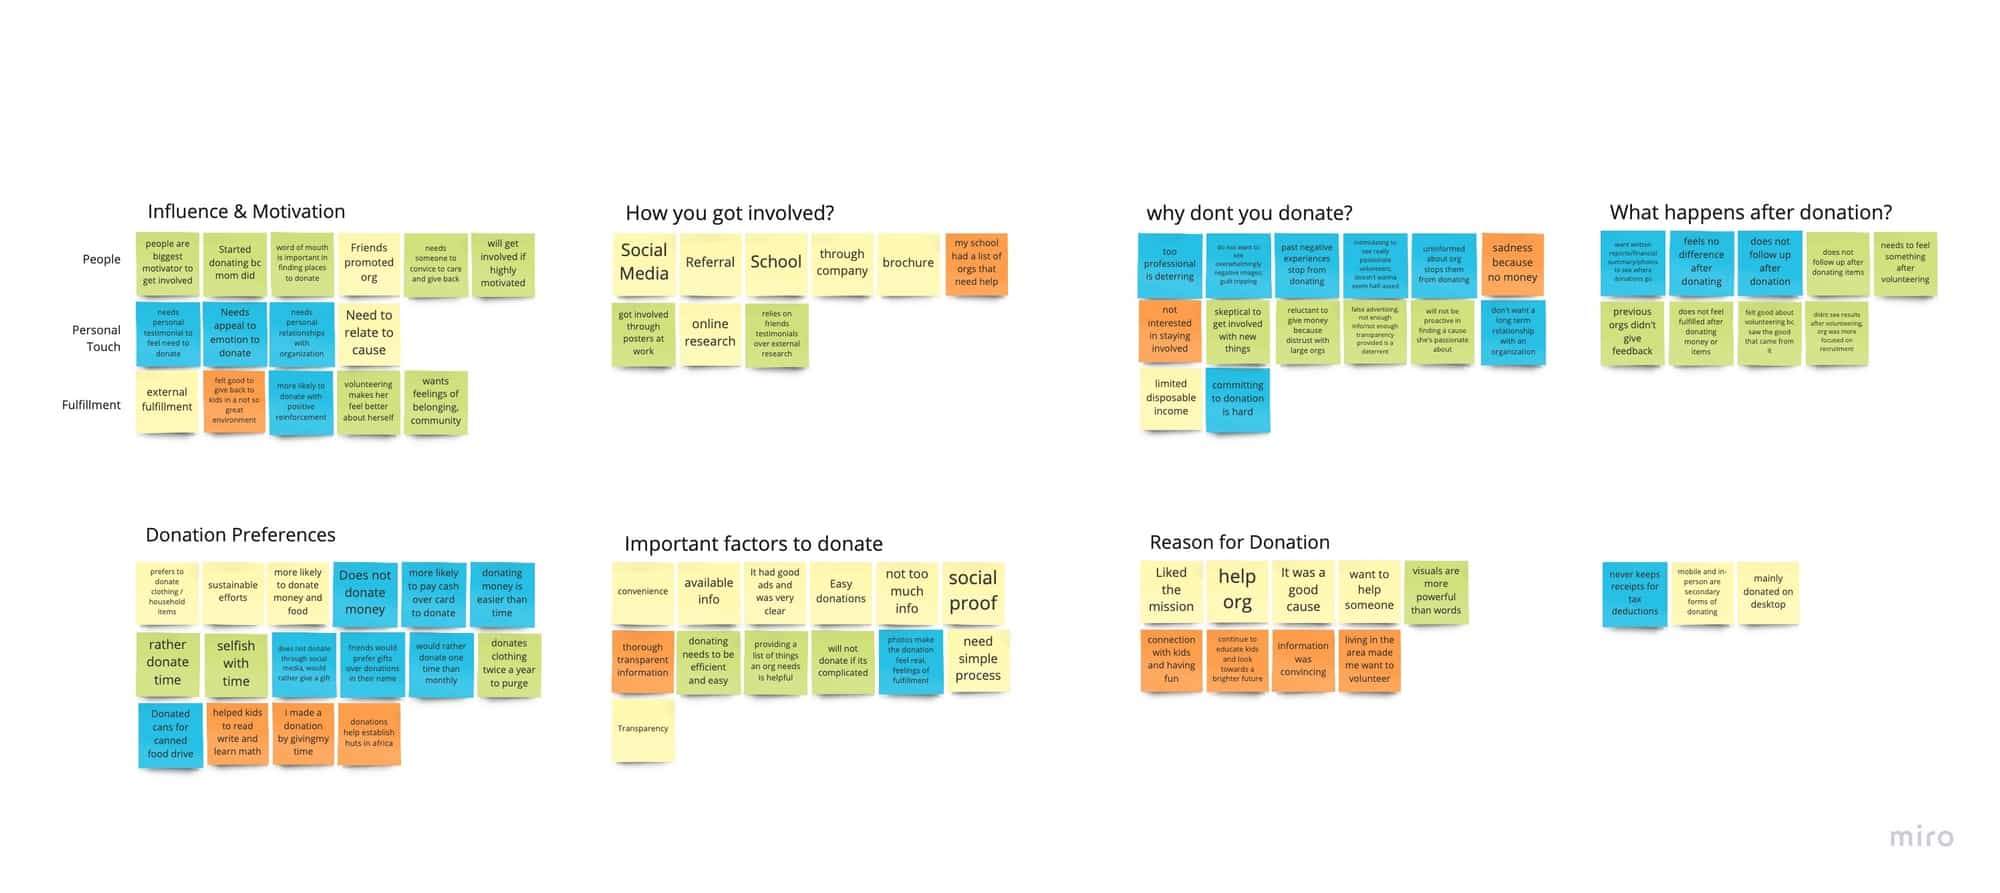 Influence & Motivation
People
people are
biggest
motivator to
get involved
Started
donating bc
mom did
word of mouth
is important in
finding places
to donate
Friends
promoted
org
needs
someone to
convice to care
and give back
will get
involved if
highly
motivated
Personal
Touch
needs
personal
testimonial to
feel need to
donate
Needs
appeal to
emotion to
donate
needs
personal
relationships
with
organization
Need to
relate to
cause
Fulfillment
external
fulfillment
felt good to
give back to
kids in a not so
great
environment
more likely to
donate with
positive
reinforcement
volunteering
makes her
feel better
about herself
wants
feelings of
belonging,
community
How you got involved?
Social
Media
Referral
School
through
company
brochure
my school
had a list of
orgs that
need help
got involved
through
posters at
work
online
research
relies on
friends
testimonials
over external
research
why dont you donate?
too
professional
is deterring
do not want to
see
overwhelmingly
negative images,
guilt tripping
past negative
experiences
stop from
donating
intimidating to
see really
passionate
volunteers,
doesn't wanna
seem half-assed
uninformed
about org
stops them
from donating
sadness
because
no money
not
interested
in staying
involved
skeptical to
get involved
with new
things
reluctant to
give money
because
distrust with
large orgs
false advertising,
not enough
info/not enough
transparency
provided is a
deterrent
will not be
proactive in
finding a cause
she's passionate
about
don't want a
long term
relationship
with an
organization
limited
disposable
income
committing
to donation
is hard
What happens after donation?
want written
reports/financial
summary/photos
to see where
donations go
feels no
difference
after
donating
does not
follow up
after
donation
does not
follow up after
donating items
needs to feel
something
after
volunteering
previous
orgs didn't
give
feedback
does not feel
fulfilled after
donating
money or
items
felt good about
volunteering bc
saw the good
that came from
it
didnt see results
after volunteering,
org was more
focused on
recruitment
Donation Preferences
prefers to
donate
clothing /
household
items
sustainable
efforts
more likely
to donate
money and
food
Does not
donate
money
more likely
to pay cash
over card
to donate
donating
money is
easier than
time
rather
donate
time
selfish
with
time
does not donate
through social
media, would
rather give a gift
friends would
prefer gifts
over donations
in their name
would rather
donate one
time than
monthly
donates
clothing
twice a year
to purge
Donated
cans for
canned
food drive
helped kids
to read
write and
learn math
i made a
donation
by givingmy
time
donations
help establish
huts in africa
Important factors to donate
convenience
available
info
It had good
ads and
was very
clear
Easy
donations
not too
much
info
social
proof
thorough
transparent
information
donating
needs to be
efficient
and easy
providing a
list of things
an org needs
is helpful
will not
donate if its
complicated
photos make
the donation
feel real,
feelings of
fulfillment
need
simple
process
Transparency
Reason for Donation
Liked
the
mission
help
org
It was a
good
cause
want to
help
someone
visuals are
more
powerful
than words
connection
with kids
and having
fun
continue to
educate kids
and look
towards a
brighter future
information
was
convincing
living in the
area made
me want to
volunteer
never keeps
receipts for
tax
deductions
mobile and in-
person are
secondary
forms of
donating
mainly
donated on
desktop
miro